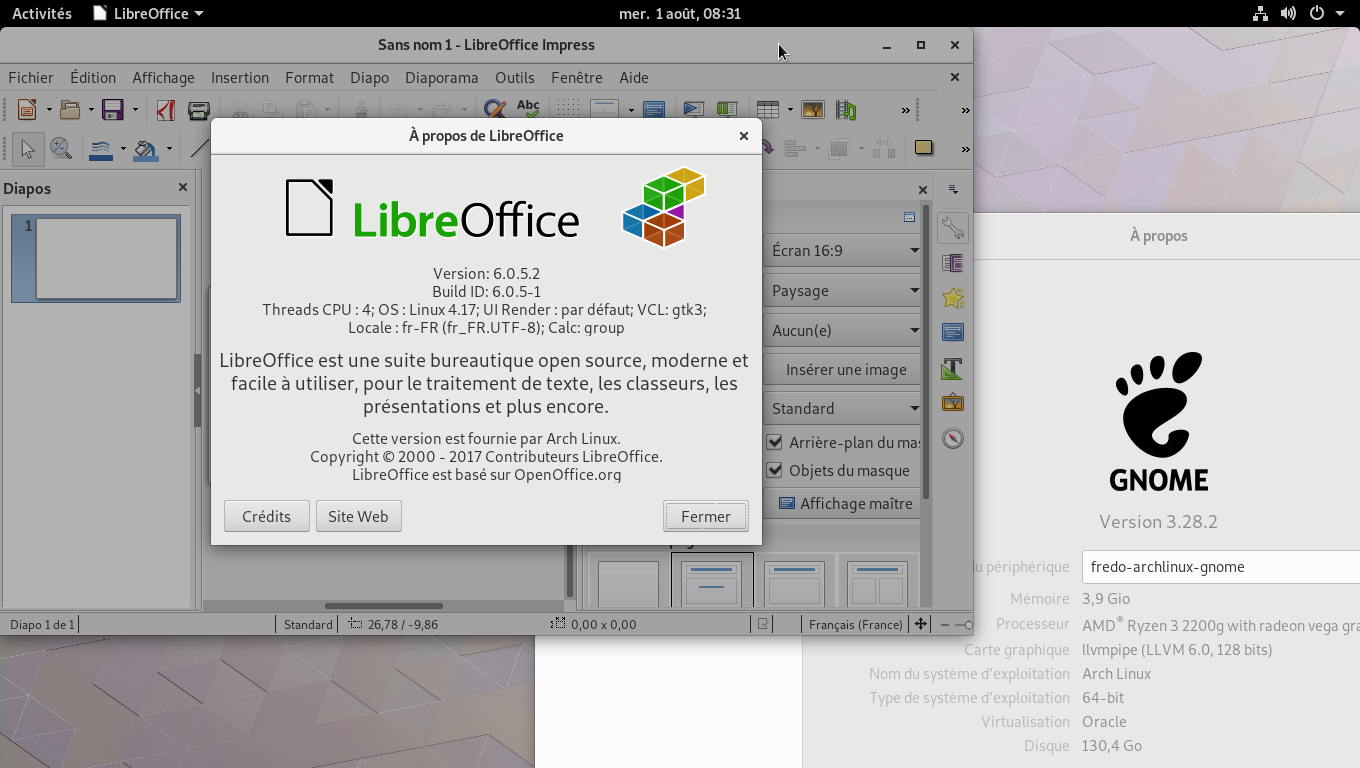 Activités LibreOffice mer. 1 août, 08:31
Sans nom 1 - LibreOffice Impress
Fichier Édition Affichage Insertion Format Diapo Diaporama Outils Fenêtre Aide
Abc
À propos de LibreOffice
LibreOffice
Version: 6.0.5.2
Build ID: 6.0.5-1
Threads CPU : 4; OS : Linux 4.17; UI Render : par défaut; VCL: gtk3;
Locale : fr-FR (fr_FR.UTF-8); Calc: group
LibreOffice est une suite bureautique open source, moderne et
facile à utiliser, pour le traitement de texte, les classeurs, les
présentations et plus encore.
Cette version est fournie par Arch Linux.
Copyright © 2000 - 2017 Contributeurs LibreOffice.
LibreOffice est basé sur OpenOffice.org
Crédits Site Web Fermer
Diapos
1
Écran 16:9
Paysage
Aucun(e)
Insérer une image
Standard
Arrière-plan du mas
Objets du masque
Affichage maître
Diapo 1 de 1 Standard 26,78 / -9,86 0,00 x 0,00 Français (France)
À propos
GNOME
Version 3.28.2
périphérique fredo-archlinux-gnome
Mémoire 3,9 Gio
Processeur AMD® Ryzen 3 2200g with radeon vega gra
Carte graphique llvmpipe (LLVM 6.0, 128 bits)
Nom du système d’exploitation Arch Linux
Type de système d’exploitation 64-bit
Virtualisation Oracle
Disque 130,4 Go